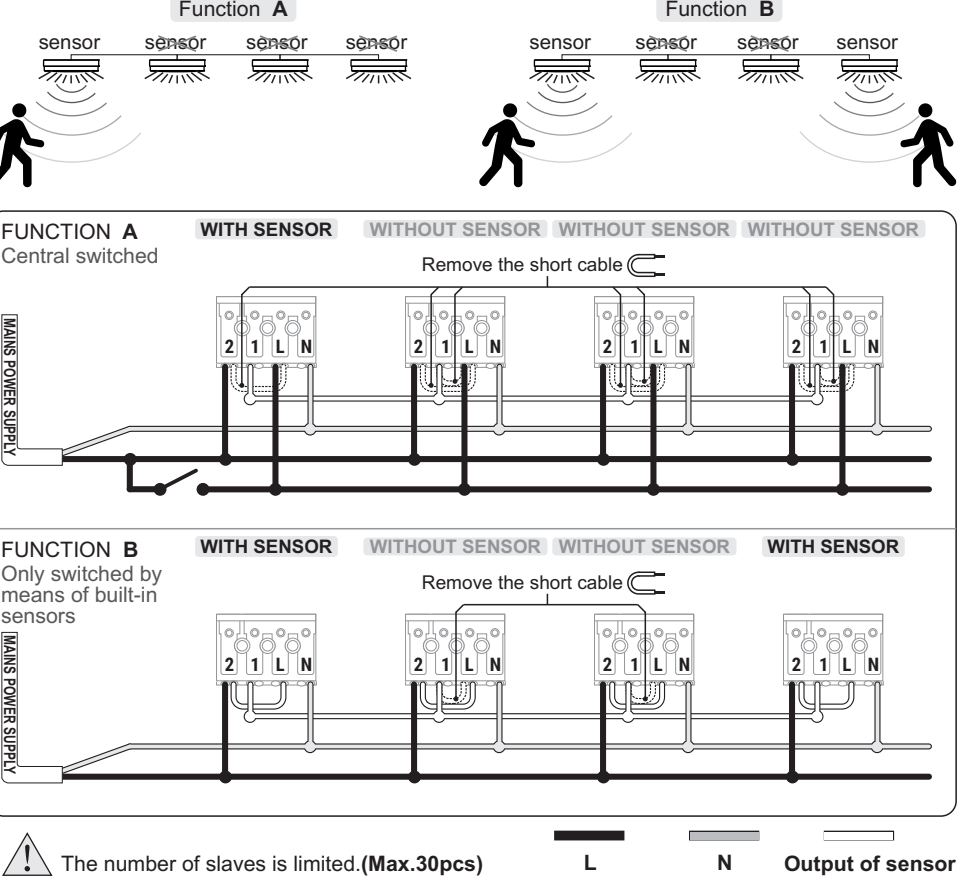 Function A
Function B
sensor sensor sensor sensor
sensor sensor sensor sensor
FUNCTION A
Central switched
WITH SENSOR
WITHOUT SENSOR
WITHOUT SENSOR
WITHOUT SENSOR
Remove the short cable
MAINS POWER SUPPLY
2 1 L N
2 1 L N
2 1 L N
2 1 L N
FUNCTION B
Only switched by
means of built-in
sensors
WITH SENSOR
WITHOUT SENSOR
WITHOUT SENSOR
WITH SENSOR
Remove the short cable
MAINS POWER SUPPLY
2 1 L N
2 1 L N
2 1 L N
2 1 L N
! The number of slaves is limited.(Max.30pcs)
L
N
Output of sensor